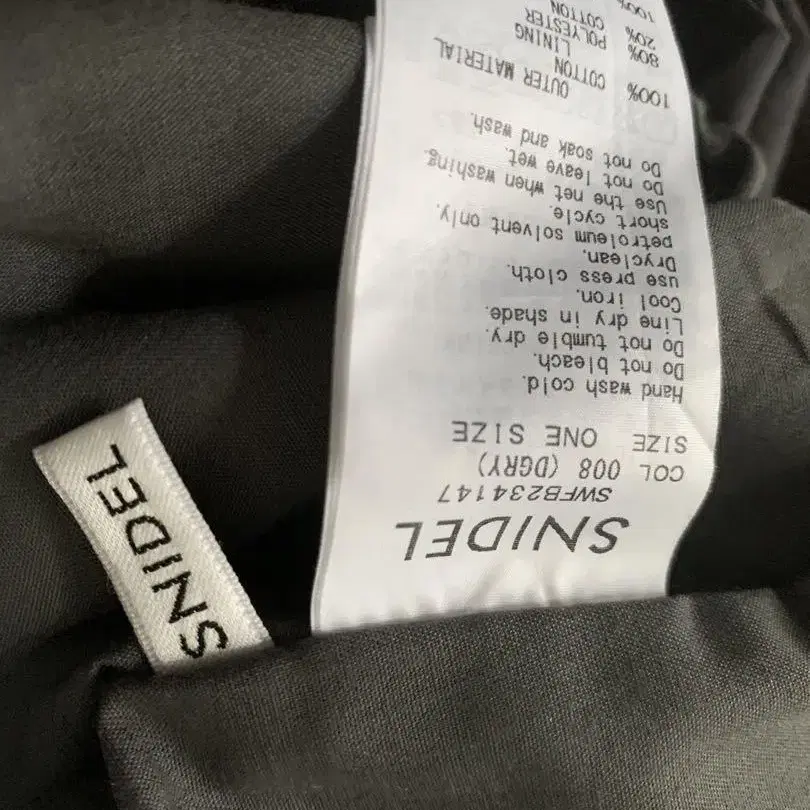 SNIDEL
SWFB234147
COL 008 (DGRY)
SIZE ONE SIZE
Hand wash cold.
Do not bleach.
Do not tumble dry.
Line dry in shade.
Cool iron.
use press cloth.
Dryclean.
petroleum solvent only.
short cycle.
Use the net when washing
Do not leave wet.
Do not soak and wash.
OUTER MATERIAL
100% COTTON
LINING
80% POLYESTER
20% COTTON
100%
SNIDEL